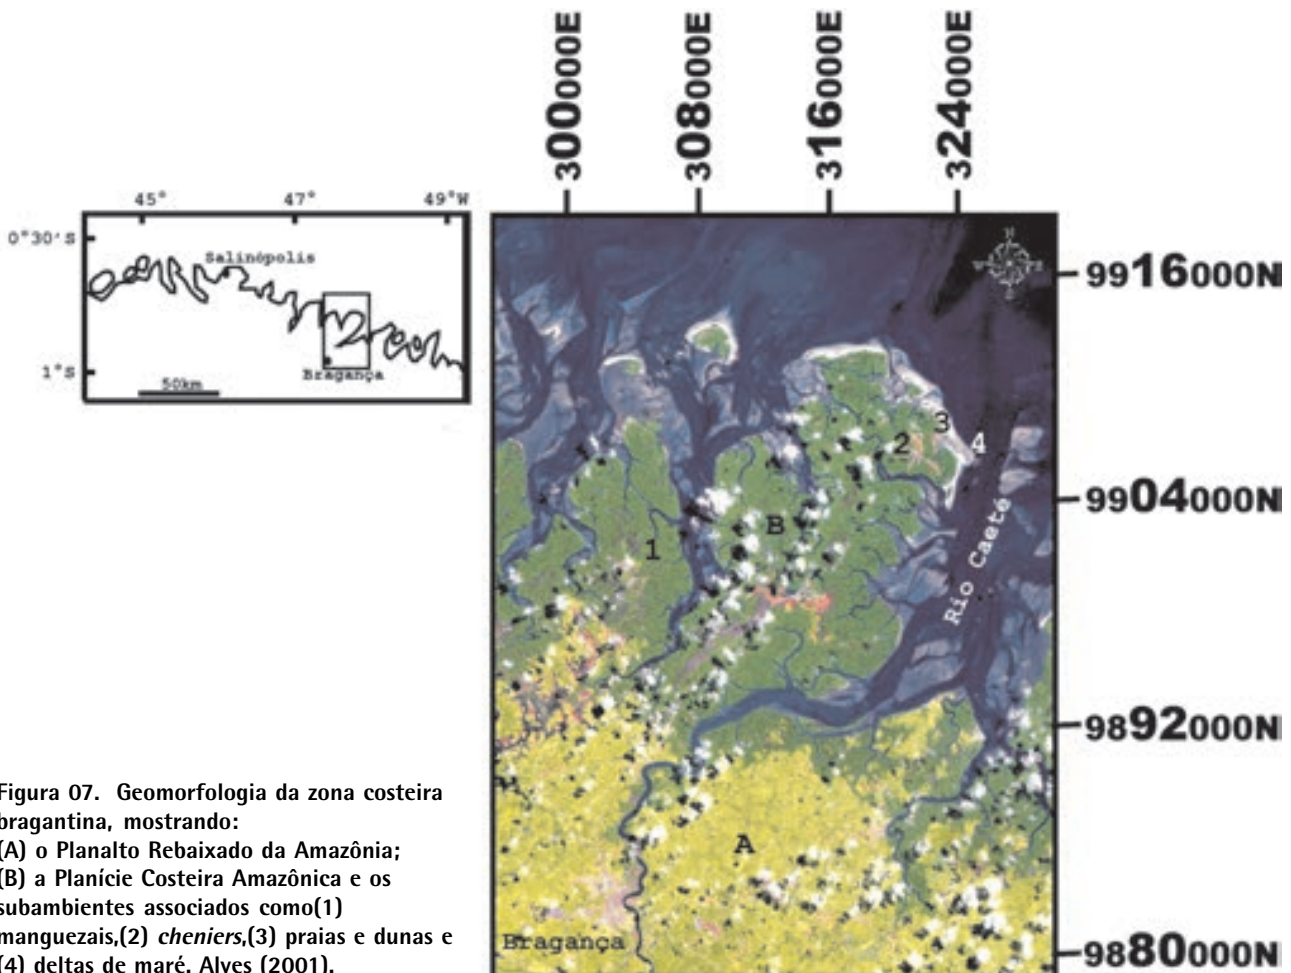 300000E
308000E
316000E
324000E
45° 47° 49°W
0°30'S
Salinópolis
1°S
Bragança
50km
N
9916000N
9904000N
9892000N
9880000N
1
2
3
4
B
A
Rio Caeté
Bragança
Figura 07. Geomorfologia da zona costeira
bragantina, mostrando:
(A) o Planalto Rebaixado da Amazônia;
(B) a Planície Costeira Amazônica e os
subambientes associados como(1)
manguezais,(2) cheniers,(3) praias e dunas e
(4) deltas de maré. Alves (2001).